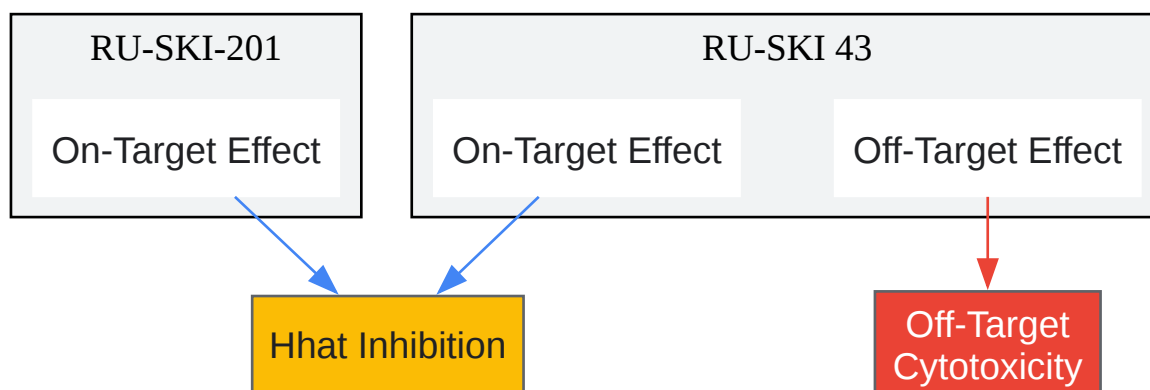 RU-SKI-201
RU-SKI 43
On-Target Effect
On-Target Effect
Off-Target Effect
Hhat Inhibition
Off-Target
Cytotoxicity